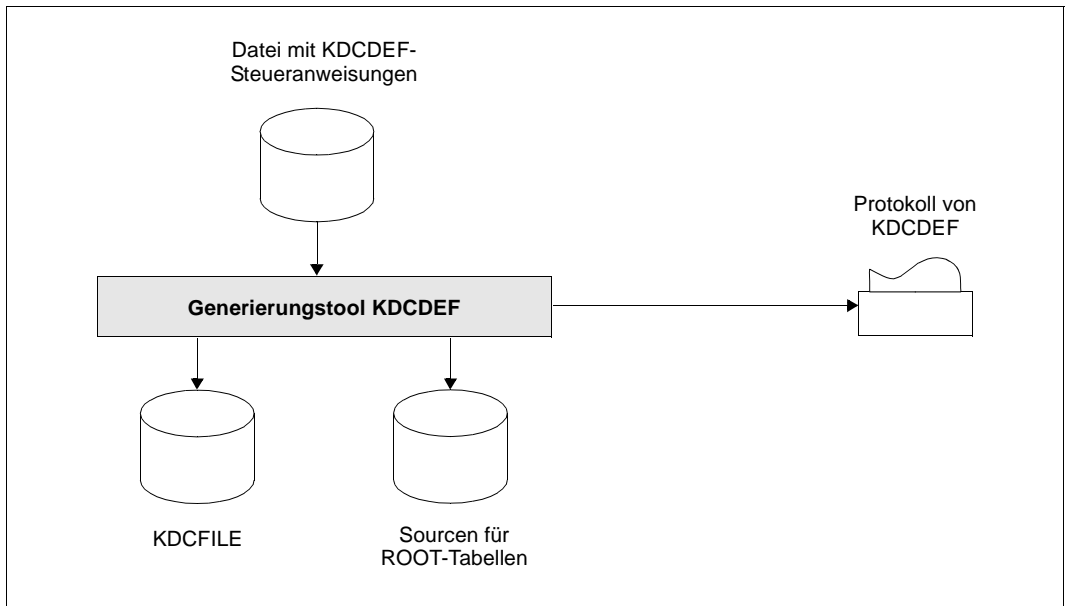 Datei mit KDCDEF-
Steueranweisungen
Protokoll von
KDCDEF
Generierungstool KDCDEF
KDCFILE
Sourcen für
ROOT-Tabellen